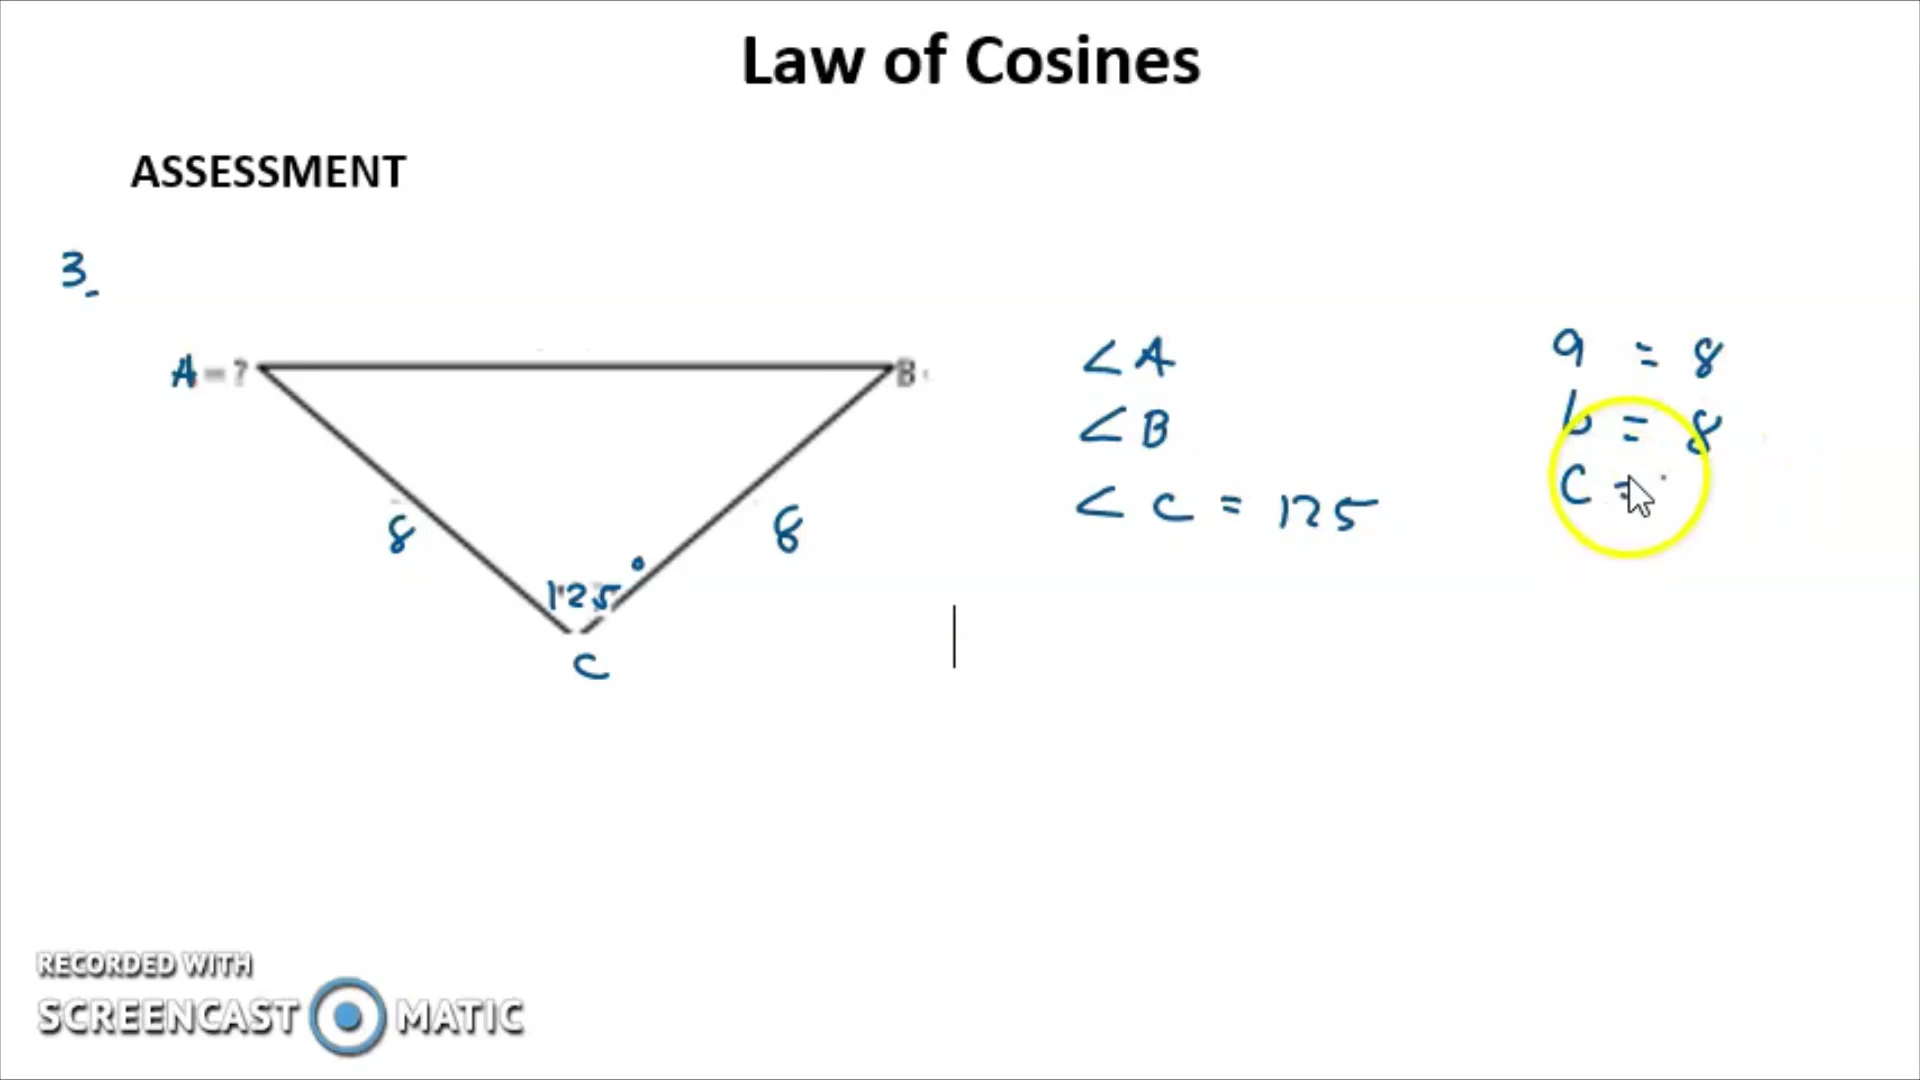 Law of Cosines
ASSESSMENT
3.
A = ?
B
8
8
125°
C
∠A
∠B
∠C = 125
a = 8
b = 8
c =
RECORDED WITH
SCREENCAST MATIC